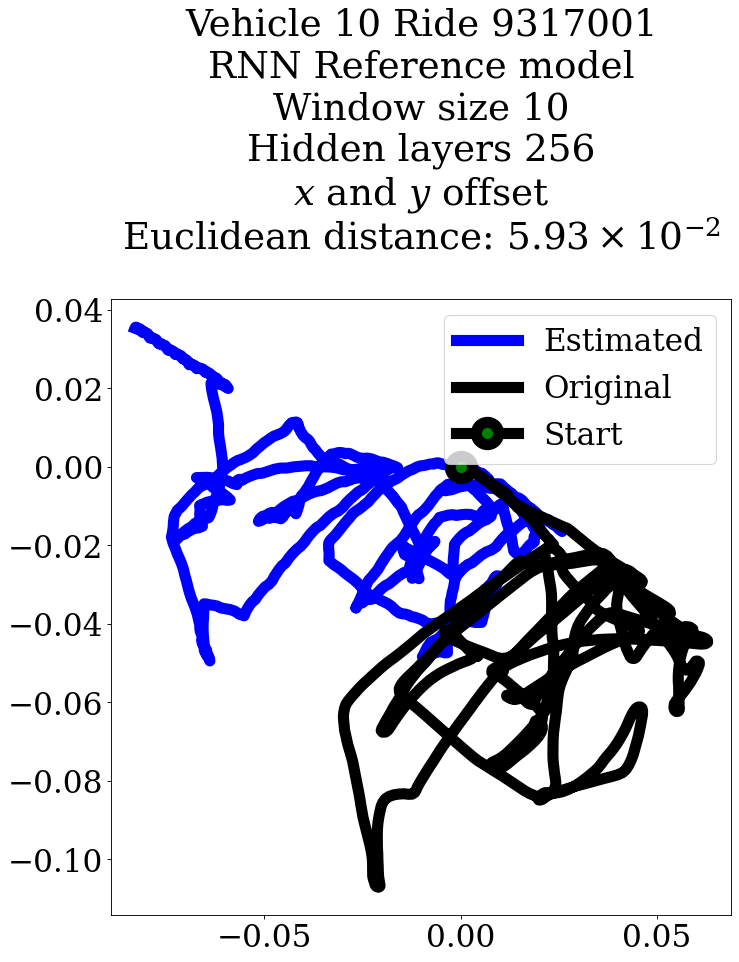 Vehicle 10 Ride 9317001
RNN Reference model
Window size 10
Hidden layers 256
x and y offset
Euclidean distance: 5.93 × 10⁻²
0.04
Estimated
0.02
Original
Start
0.00
−0.02
−0.04
−0.06
−0.08
−0.10
−0.05
0.00
0.05